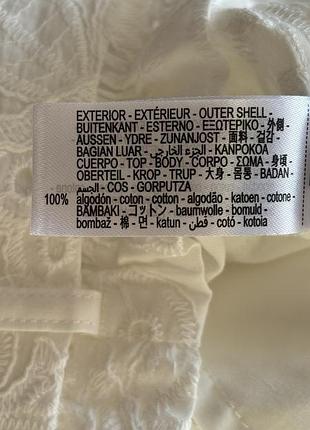 EXTERIOR - EXTÉRIEUR - OUTER SHELL -
BUITENKANT - ESTERNO - ΕΞΩΤΕΡΙΚΟ - 外側
- AUSSEN - YDRE - ZUNANJOST - 面料 - 겉감 -
BAGIAN LUAR - الجزء الخارجي - KANPOKOA
CUERPO - TOP - BODY - CORPO - ΣΩΜΑ - 身頃
OBERTEIL - KROP - TRUP - 大身 - 몸통 - BADAN -
الجسم - COS - GORPUTZA
100% algodón - coton - cotton - algodão - katoen - cotone -
ΒΑΜΒΑΚΙ - コットン - baumwolle - bomuld -
bombaž - 棉 - 면 - katun - قطن - cotó - kotoia